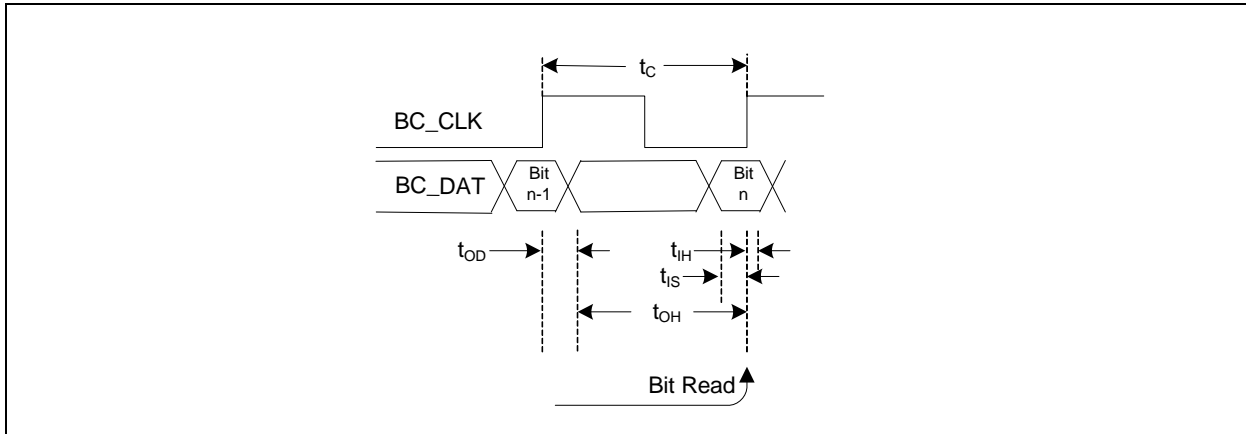 tC
BC_CLK
BC_DAT
Bit
n-1
Bit
n
tOD
tIH
tIS
tOH
Bit Read